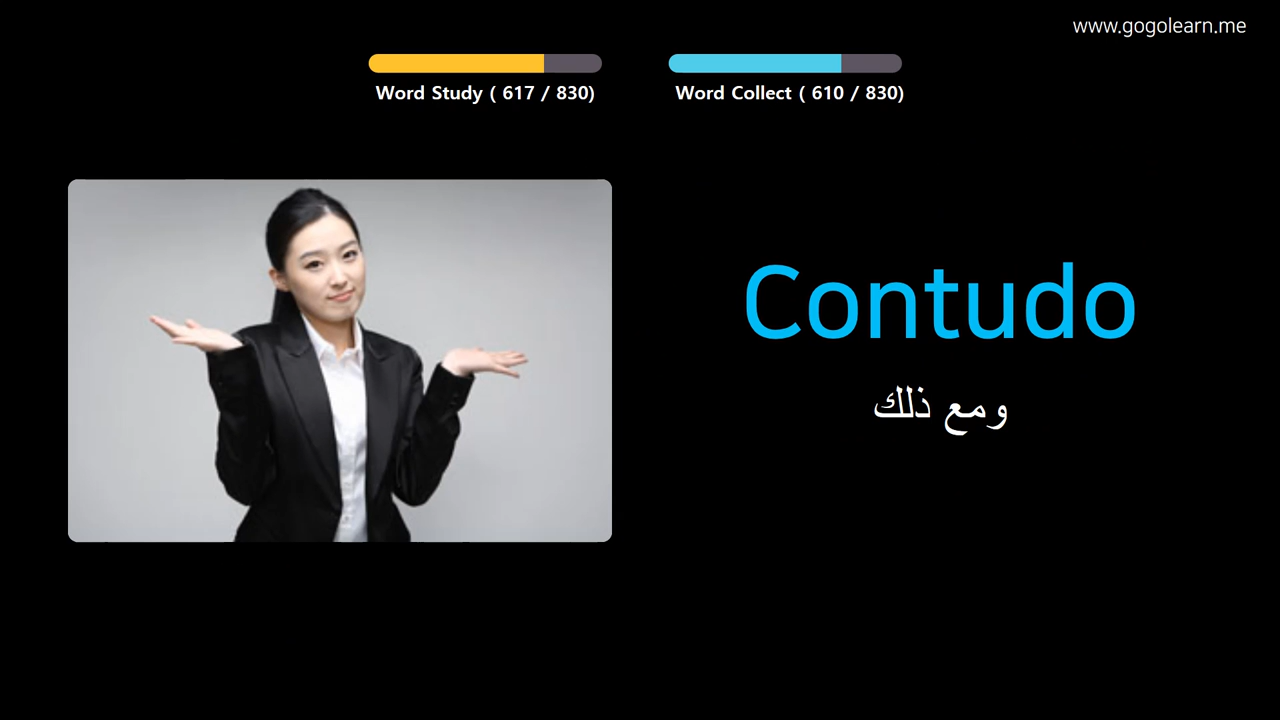 www.gogolearn.me
Word Study ( 617 / 830)
Word Collect ( 610 / 830)
Contudo
ومع ذلك